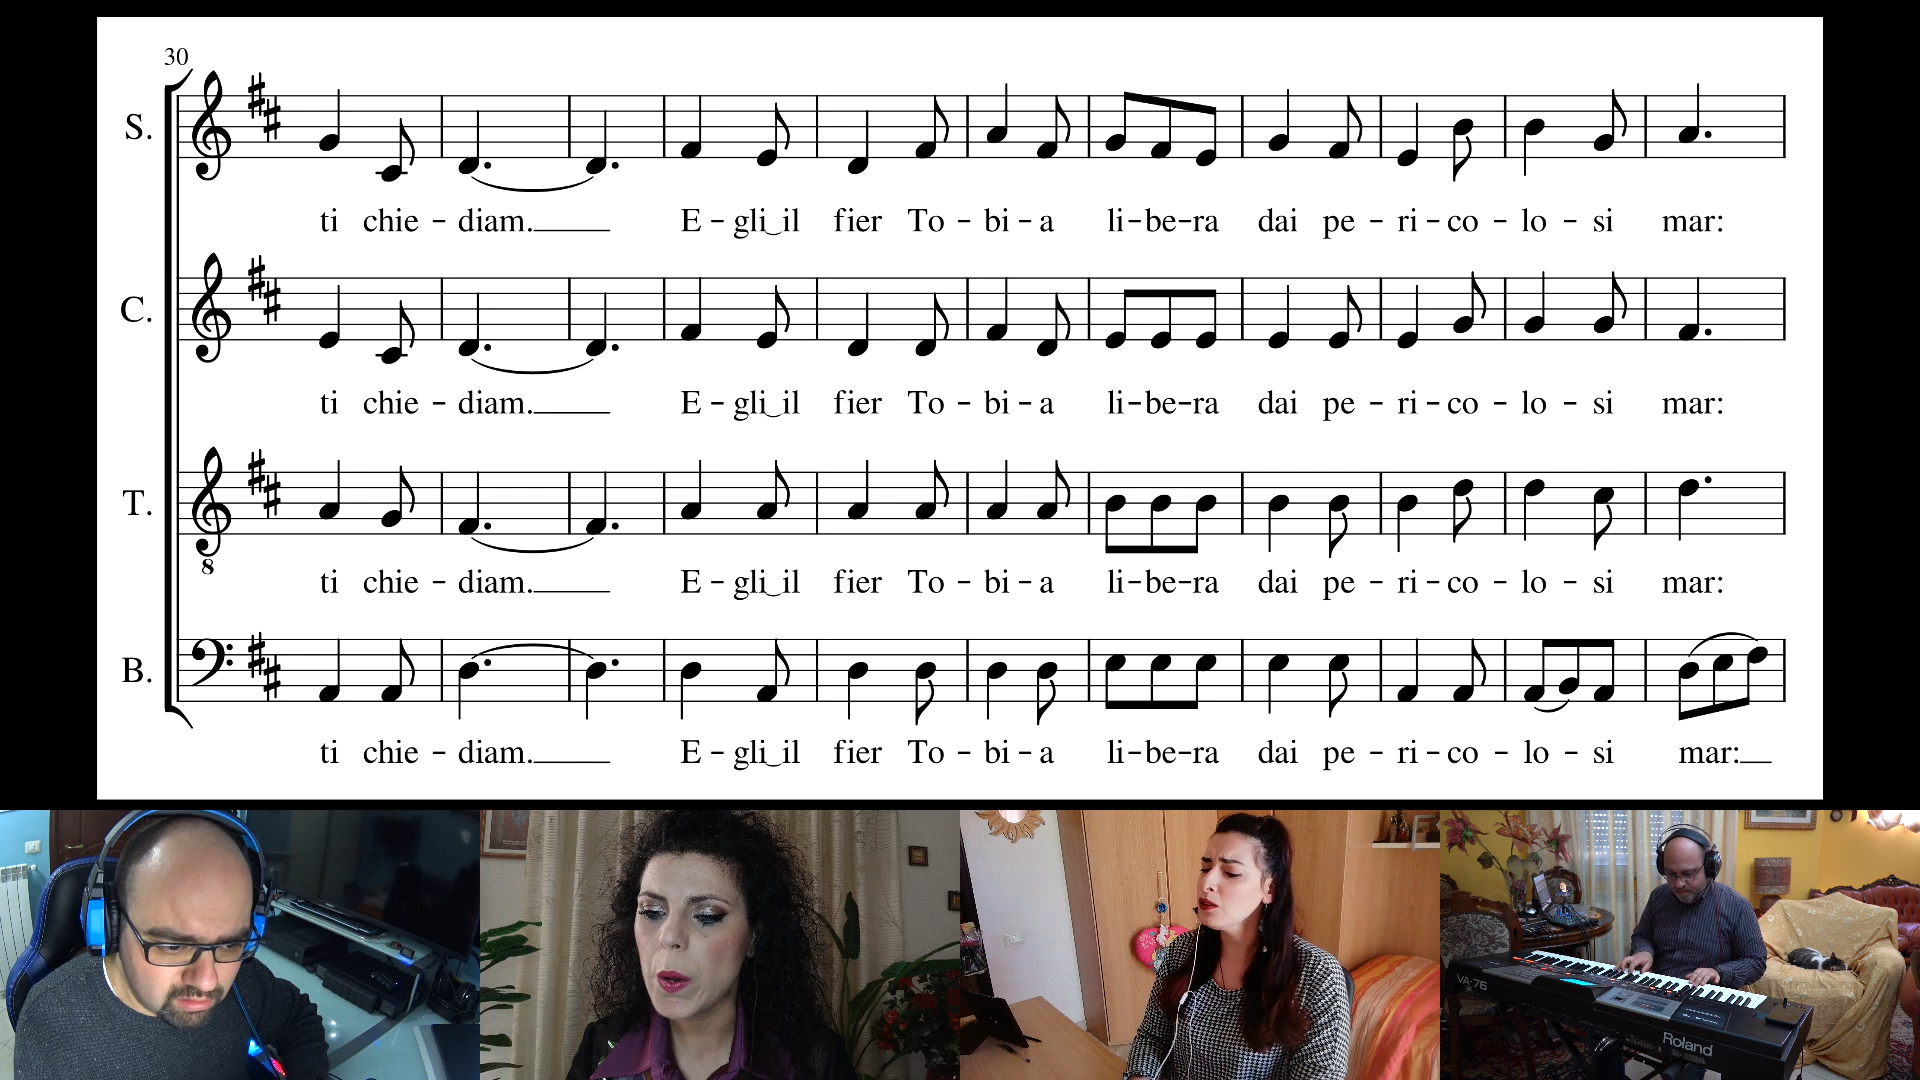 30
S.
ti chie - diam. E - gli‿il fier To - bi - a li - be - ra dai pe - ri - co - lo - si mar:
C.
ti chie - diam. E - gli‿il fier To - bi - a li - be - ra dai pe - ri - co - lo - si mar:
T.
8
ti chie - diam. E - gli‿il fier To - bi - a li - be - ra dai pe - ri - co - lo - si mar:
B.
ti chie - diam. E - gli‿il fier To - bi - a li - be - ra dai pe - ri - co - lo - si mar:
VA-76
Roland